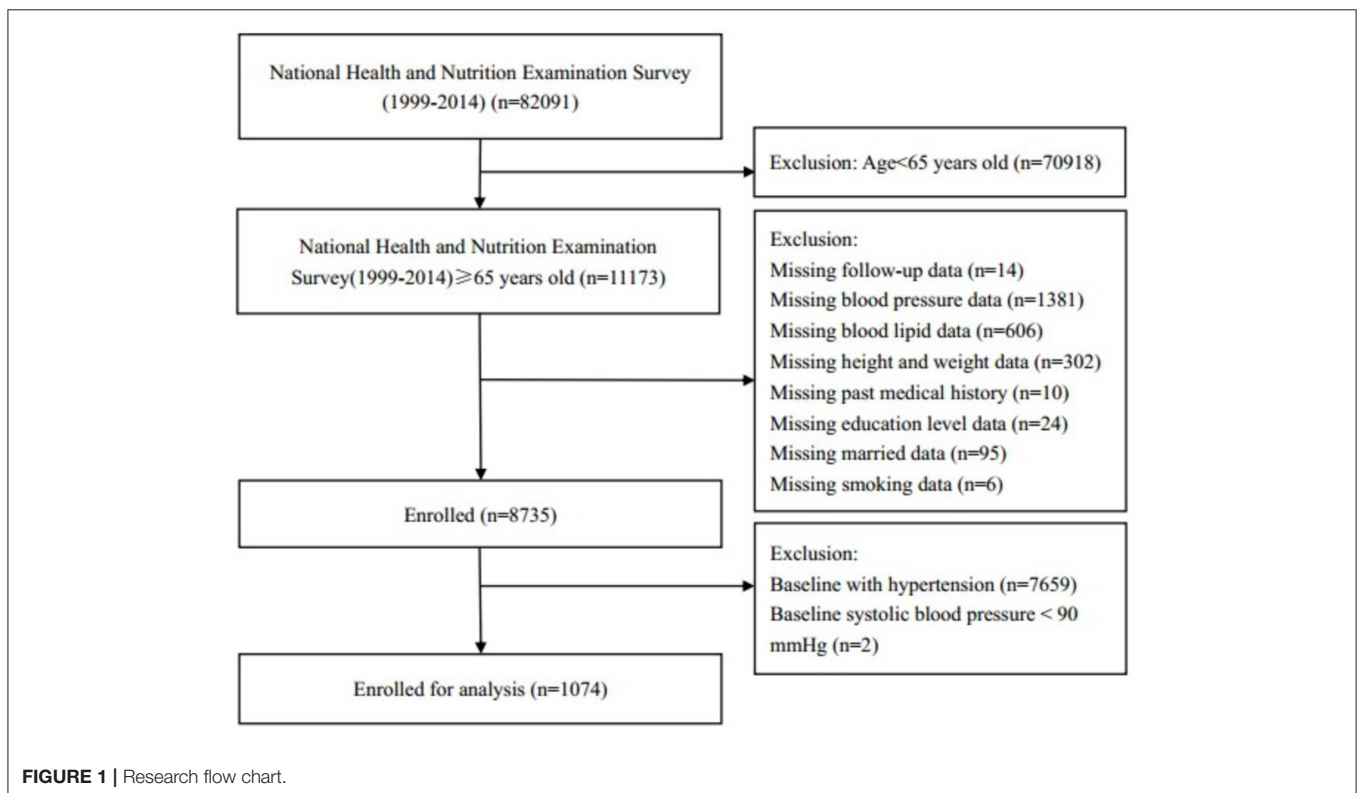 National Health and Nutrition Examination Survey
(1999-2014) (n=82091)
Exclusion: Age<65 years old (n=70918)
National Health and Nutrition Examination
Survey(1999-2014)⩾65 years old (n=11173)
Exclusion:
Missing follow-up data (n=14)
Missing blood pressure data (n=1381)
Missing blood lipid data (n=606)
Missing height and weight data (n=302)
Missing past medical history (n=10)
Missing education level data (n=24)
Missing married data (n=95)
Missing smoking data (n=6)
Enrolled (n=8735)
Exclusion:
Baseline with hypertension (n=7659)
Baseline systolic blood pressure < 90
mmHg (n=2)
Enrolled for analysis (n=1074)
FIGURE 1 | Research flow chart.